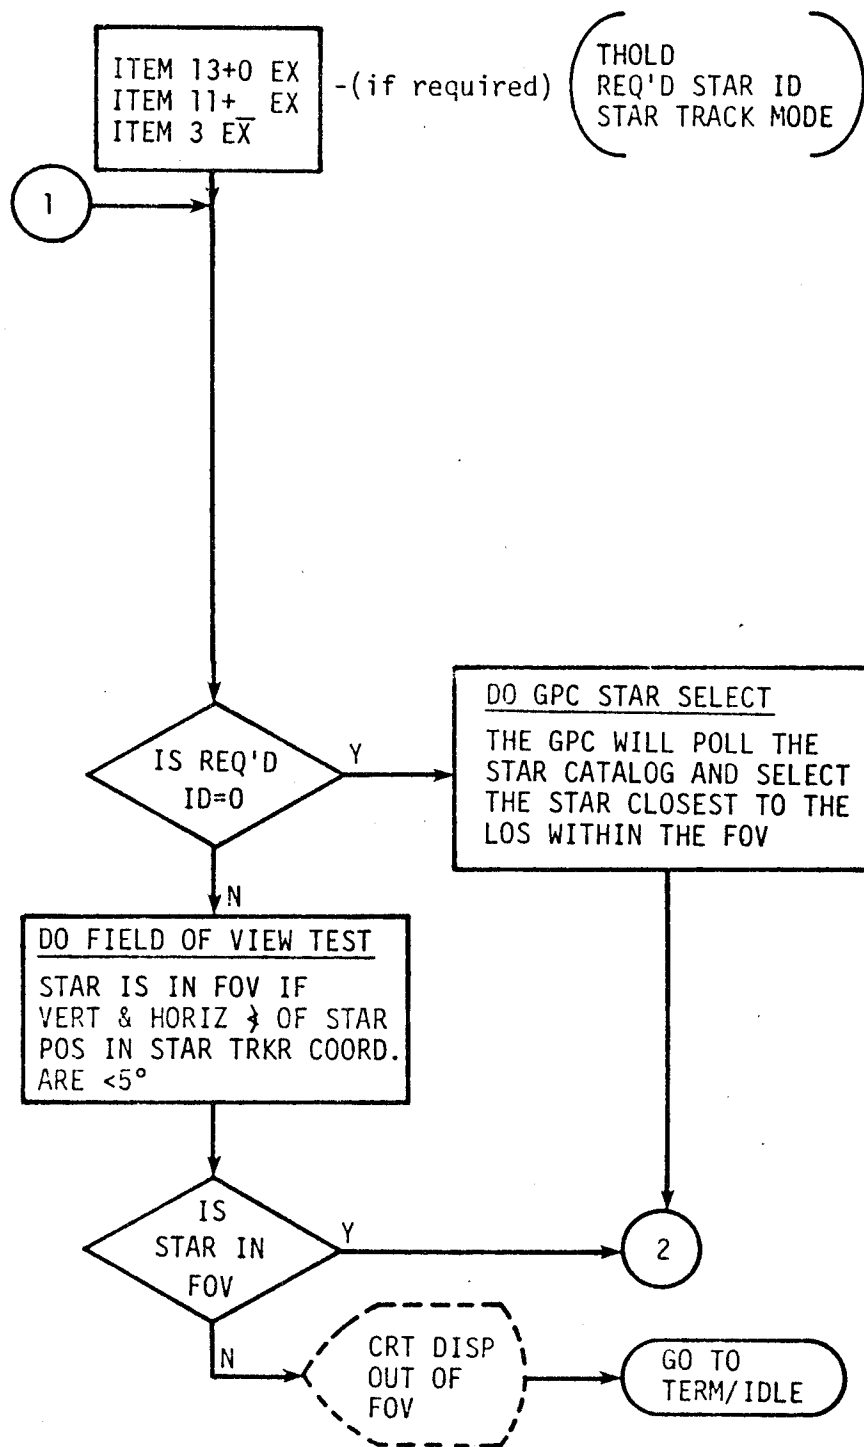 ITEM 13+0 EX
ITEM 11+_ EX
ITEM 3 EX
-(if required)
THOLD
REQ'D STAR ID
STAR TRACK MODE
1
IS REQ'D
ID=0
Y
DO GPC STAR SELECT
THE GPC WILL POLL THE
STAR CATALOG AND SELECT
THE STAR CLOSEST TO THE
LOS WITHIN THE FOV
N
DO FIELD OF VIEW TEST
STAR IS IN FOV IF
VERT & HORIZ ∢ OF STAR
POS IN STAR TRKR COORD.
ARE <5°
IS
STAR IN
FOV
Y
2
N
CRT DISP
OUT OF
FOV
GO TO
TERM/IDLE